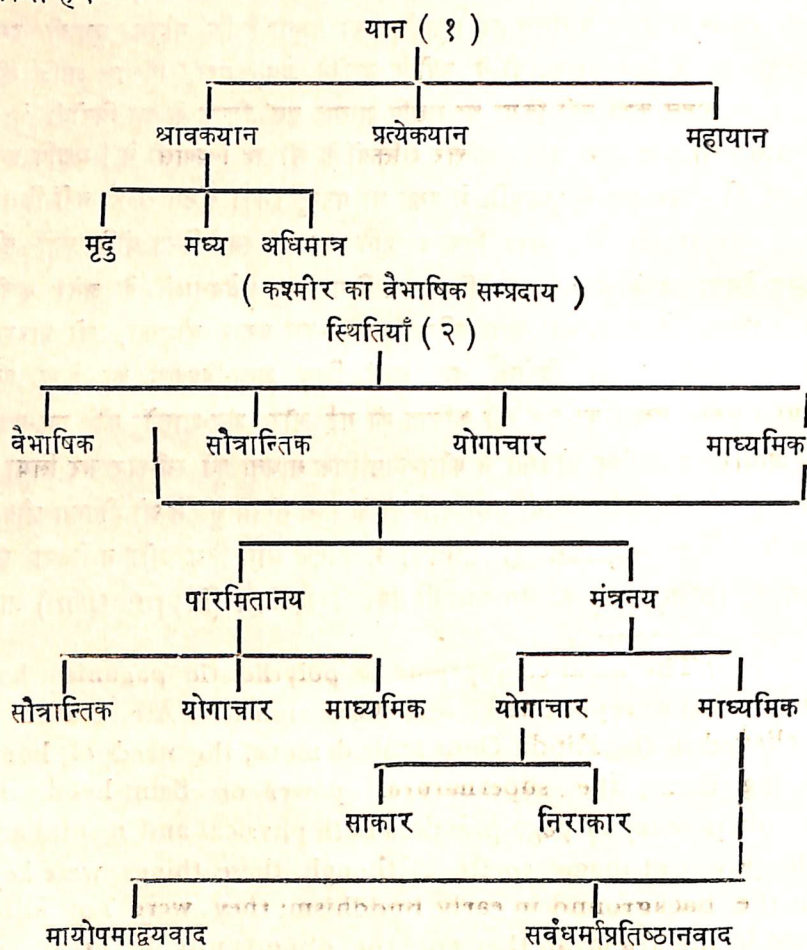 यान ( १ )
श्रावकयान प्रत्येकयान महायान
मृदु मध्य अधिमात्र
( कश्मीर का वैभाषिक सम्प्रदाय )
स्थितियाँ ( २ )
वैभाषिक सौत्रान्तिक योगाचार माध्यमिक
पारमितानय मंत्रनय
सौत्रान्तिक योगाचार माध्यमिक योगाचार माध्यमिक
साकार निराकार
मायोपमाद्वयवाद सर्वधर्माप्रतिष्ठानवाद